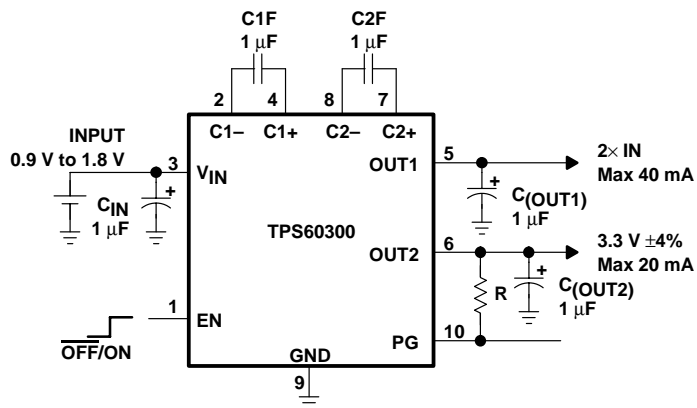 C1F
1 μF
C2F
1 μF
2
4
8
7
C1–
C1+
C2–
C2+
INPUT
0.9 V to 1.8 V
3
VIN
+
CIN
1 μF
OUT1
5
2× IN
Max 40 mA
+
C(OUT1)
1 μF
TPS60300
OUT2
6
3.3 V ±4%
Max 20 mA
R
+
C(OUT2)
1 μF
1
EN
OFF/ON
PG
10
GND
9